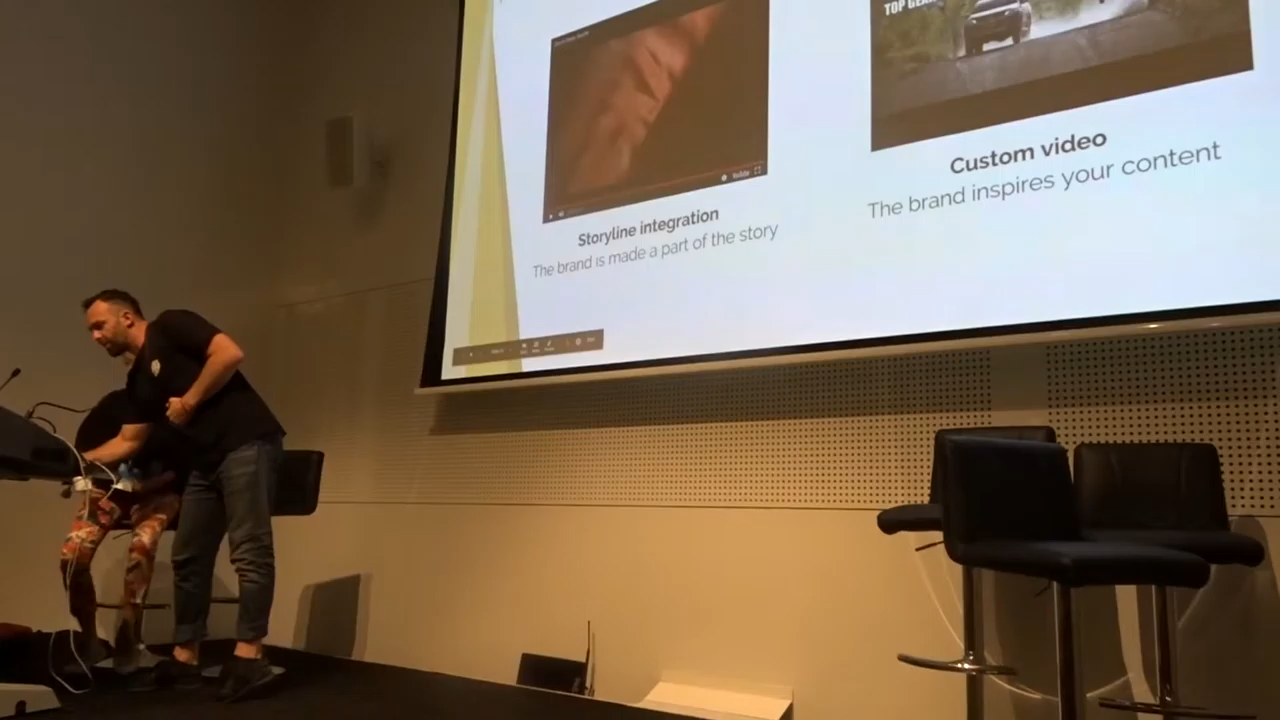 TOP GEAR
YouTube
Storyline integration
The brand is made a part of the story
Custom video
The brand inspires your content